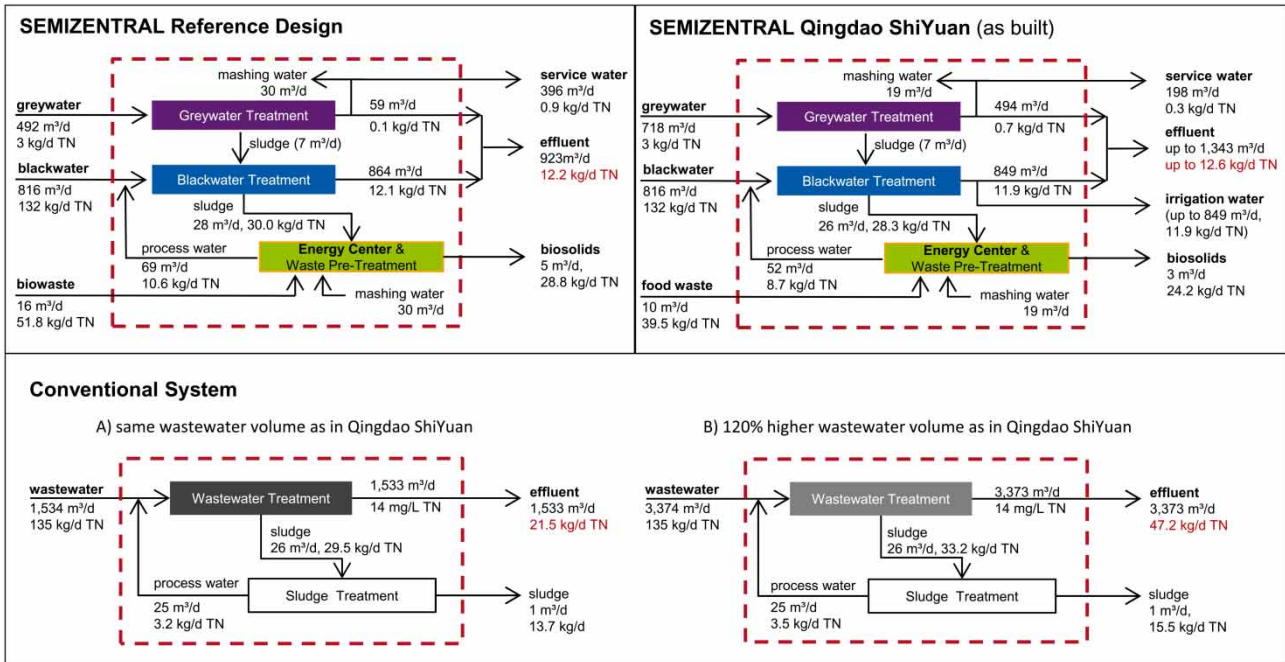 SEMIZENTRAL Reference Design
mashing water
30 m³/d
service water
396 m³/d
0.9 kg/d TN
greywater
492 m³/d
3 kg/d TN
Greywater Treatment
59 m³/d
0.1 kg/d TN
sludge (7 m³/d)
effluent
923m³/d
12.2 kg/d TN
blackwater
816 m³/d
132 kg/d TN
Blackwater Treatment
864 m³/d
12.1 kg/d TN
sludge
28 m³/d, 30.0 kg/d TN
process water
69 m³/d
10.6 kg/d TN
Energy Center &
Waste Pre-Treatment
biosolids
5 m³/d,
28.8 kg/d TN
biowaste
16 m³/d
51.8 kg/d TN
mashing water
30 m³/d
SEMIZENTRAL Qingdao ShiYuan (as built)
mashing water
19 m³/d
service water
198 m³/d
0.3 kg/d TN
greywater
718 m³/d
3 kg/d TN
Greywater Treatment
494 m³/d
0.7 kg/d TN
sludge (7 m³/d)
effluent
up to 1,343 m³/d
up to 12.6 kg/d TN
blackwater
816 m³/d
132 kg/d TN
Blackwater Treatment
849 m³/d
11.9 kg/d TN
irrigation water
(up to 849 m³/d,
11.9 kg/d TN)
sludge
26 m³/d, 28.3 kg/d TN
process water
52 m³/d
8.7 kg/d TN
Energy Center &
Waste Pre-Treatment
biosolids
3 m³/d
24.2 kg/d TN
food waste
10 m³/d
39.5 kg/d TN
mashing water
19 m³/d
Conventional System
A) same wastewater volume as in Qingdao ShiYuan
wastewater
1,534 m³/d
135 kg/d TN
Wastewater Treatment
1,533 m³/d
14 mg/L TN
effluent
1,533 m³/d
21.5 kg/d TN
sludge
26 m³/d, 29.5 kg/d TN
process water
25 m³/d
3.2 kg/d TN
Sludge Treatment
sludge
1 m³/d
13.7 kg/d
B) 120% higher wastewater volume as in Qingdao ShiYuan
wastewater
3,374 m³/d
135 kg/d TN
Wastewater Treatment
3,373 m³/d
14 mg/L TN
effluent
3,373 m³/d
47.2 kg/d TN
sludge
26 m³/d, 33.2 kg/d TN
process water
25 m³/d
3.5 kg/d TN
Sludge Treatment
sludge
1 m³/d,
15.5 kg/d TN